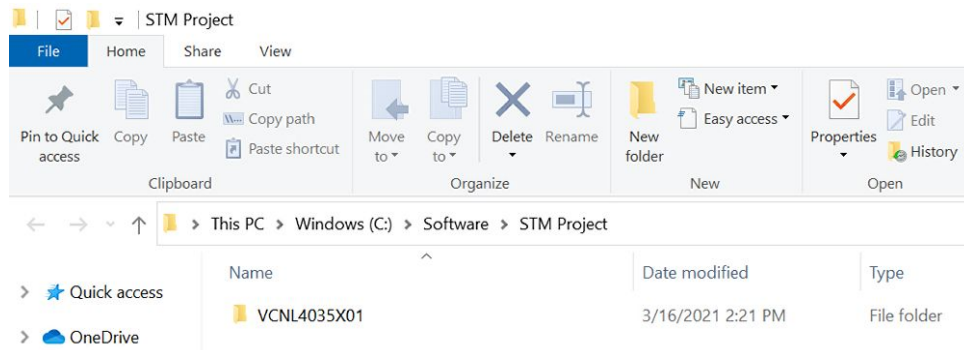 STM Project
File Home Share View
Pin to Quick access
Copy
Paste
Cut
W... Copy path
Paste shortcut
Clipboard
Move to
Copy to
Delete
Rename
Organize
New folder
New item
Easy access
New
Properties
Open
Edit
History
Open
This PC > Windows (C:) > Software > STM Project
Name Date modified Type
Quick access
VCNL4035X01 3/16/2021 2:21 PM File folder
OneDrive